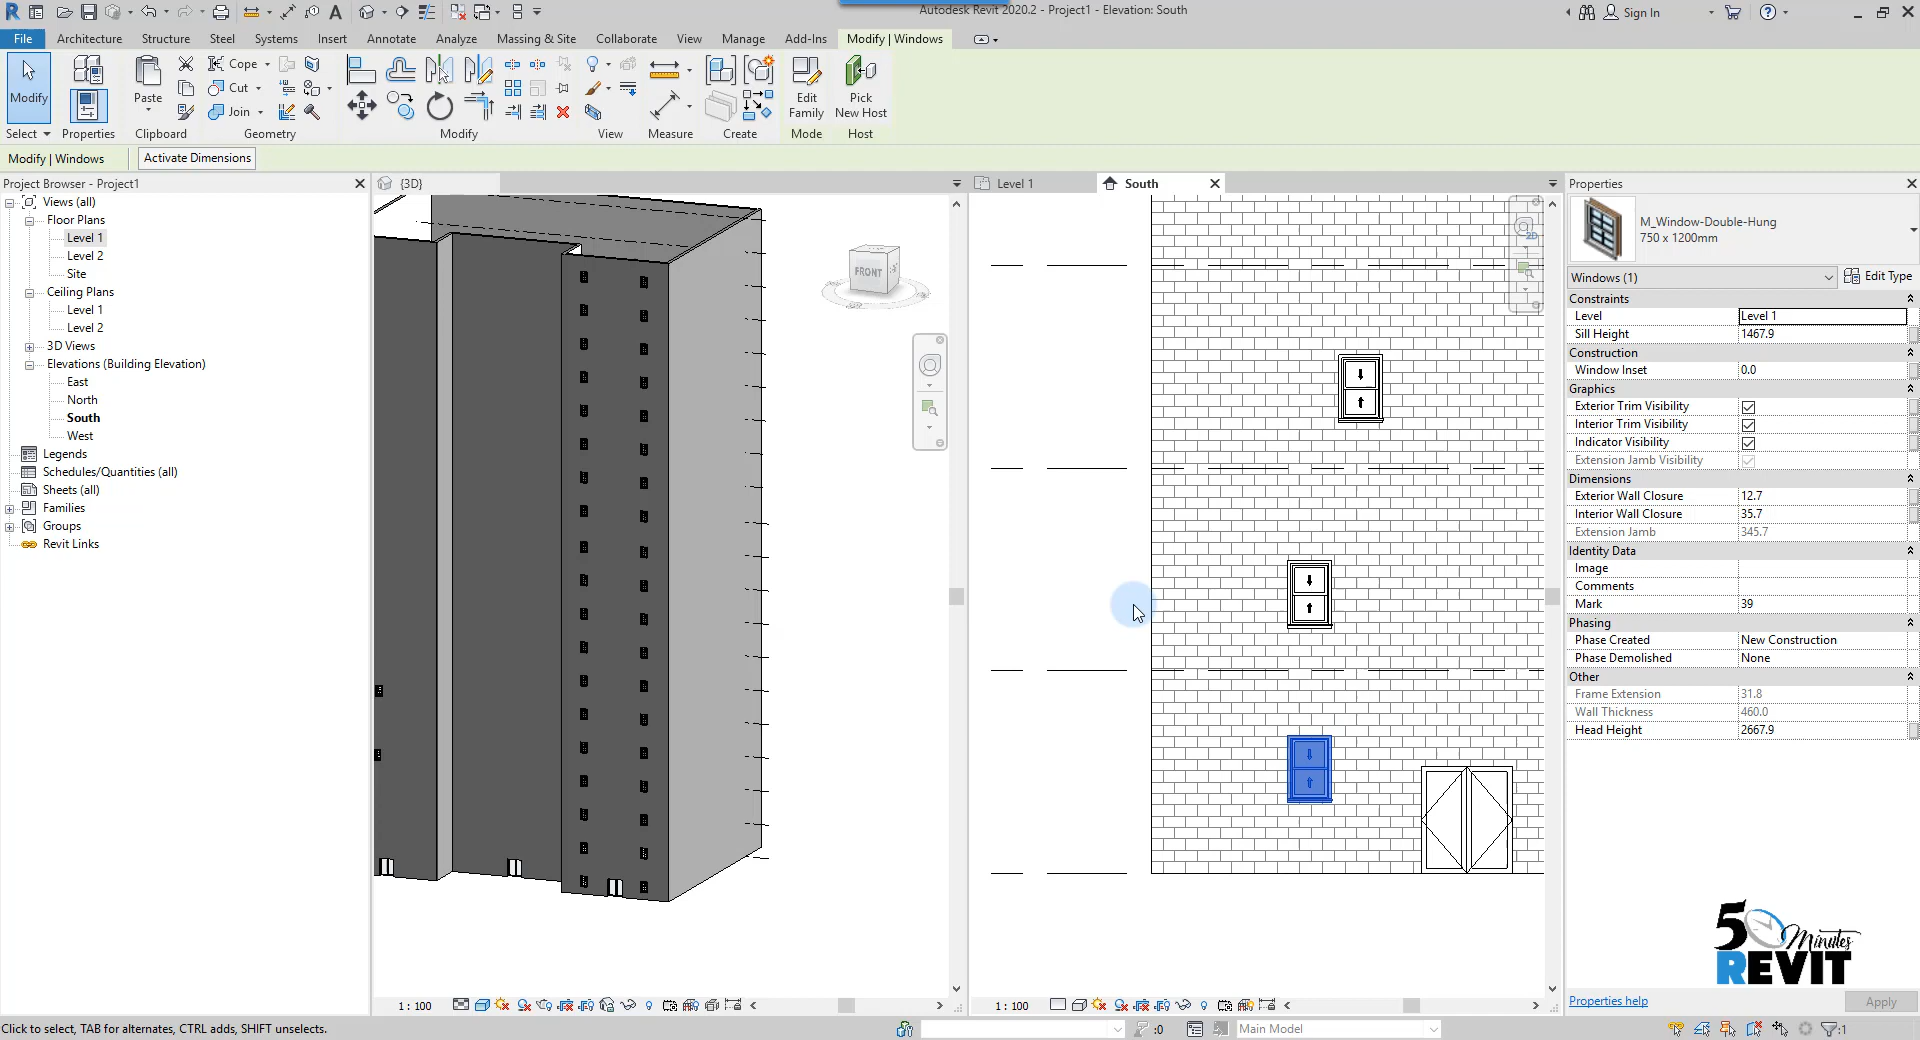 Autodesk Revit 2020.2 - Project1 - Elevation: South
Sign In
File
Architecture
Structure
Steel
Systems
Insert
Annotate
Analyze
Massing & Site
Collaborate
View
Manage
Add-Ins
Modify | Windows
Modify
Paste
Cope
Cut
Join
Edit
Family
Pick
New Host
Select
Properties
Clipboard
Geometry
Modify
View
Measure
Create
Mode
Host
Modify | Windows
Activate Dimensions
Project Browser - Project1
Views (all)
Floor Plans
Level 1
Level 2
Site
Ceiling Plans
Level 1
Level 2
3D Views
Elevations (Building Elevation)
East
North
South
West
Legends
Schedules/Quantities (all)
Sheets (all)
Families
Groups
Revit Links
{3D}
FRONT
1 : 100
Level 1
South
2D
1 : 100
Properties
M_Window-Double-Hung
750 x 1200mm
Windows (1)
Edit Type
Constraints
Level Level 1
Sill Height 1467.9
Construction
Window Inset 0.0
Graphics
Exterior Trim Visibility
Interior Trim Visibility
Indicator Visibility
Extension Jamb Visibility
Dimensions
Exterior Wall Closure 12.7
Interior Wall Closure 35.7
Extension Jamb 345.7
Identity Data
Image
Comments
Mark 39
Phasing
Phase Created New Construction
Phase Demolished None
Other
Frame Extension 31.8
Wall Thickness 460.0
Head Height 2667.9
5 Minutes
REVIT
Properties help
Apply
Click to select, TAB for alternates, CTRL adds, SHIFT unselects.
:0
Main Model
:1